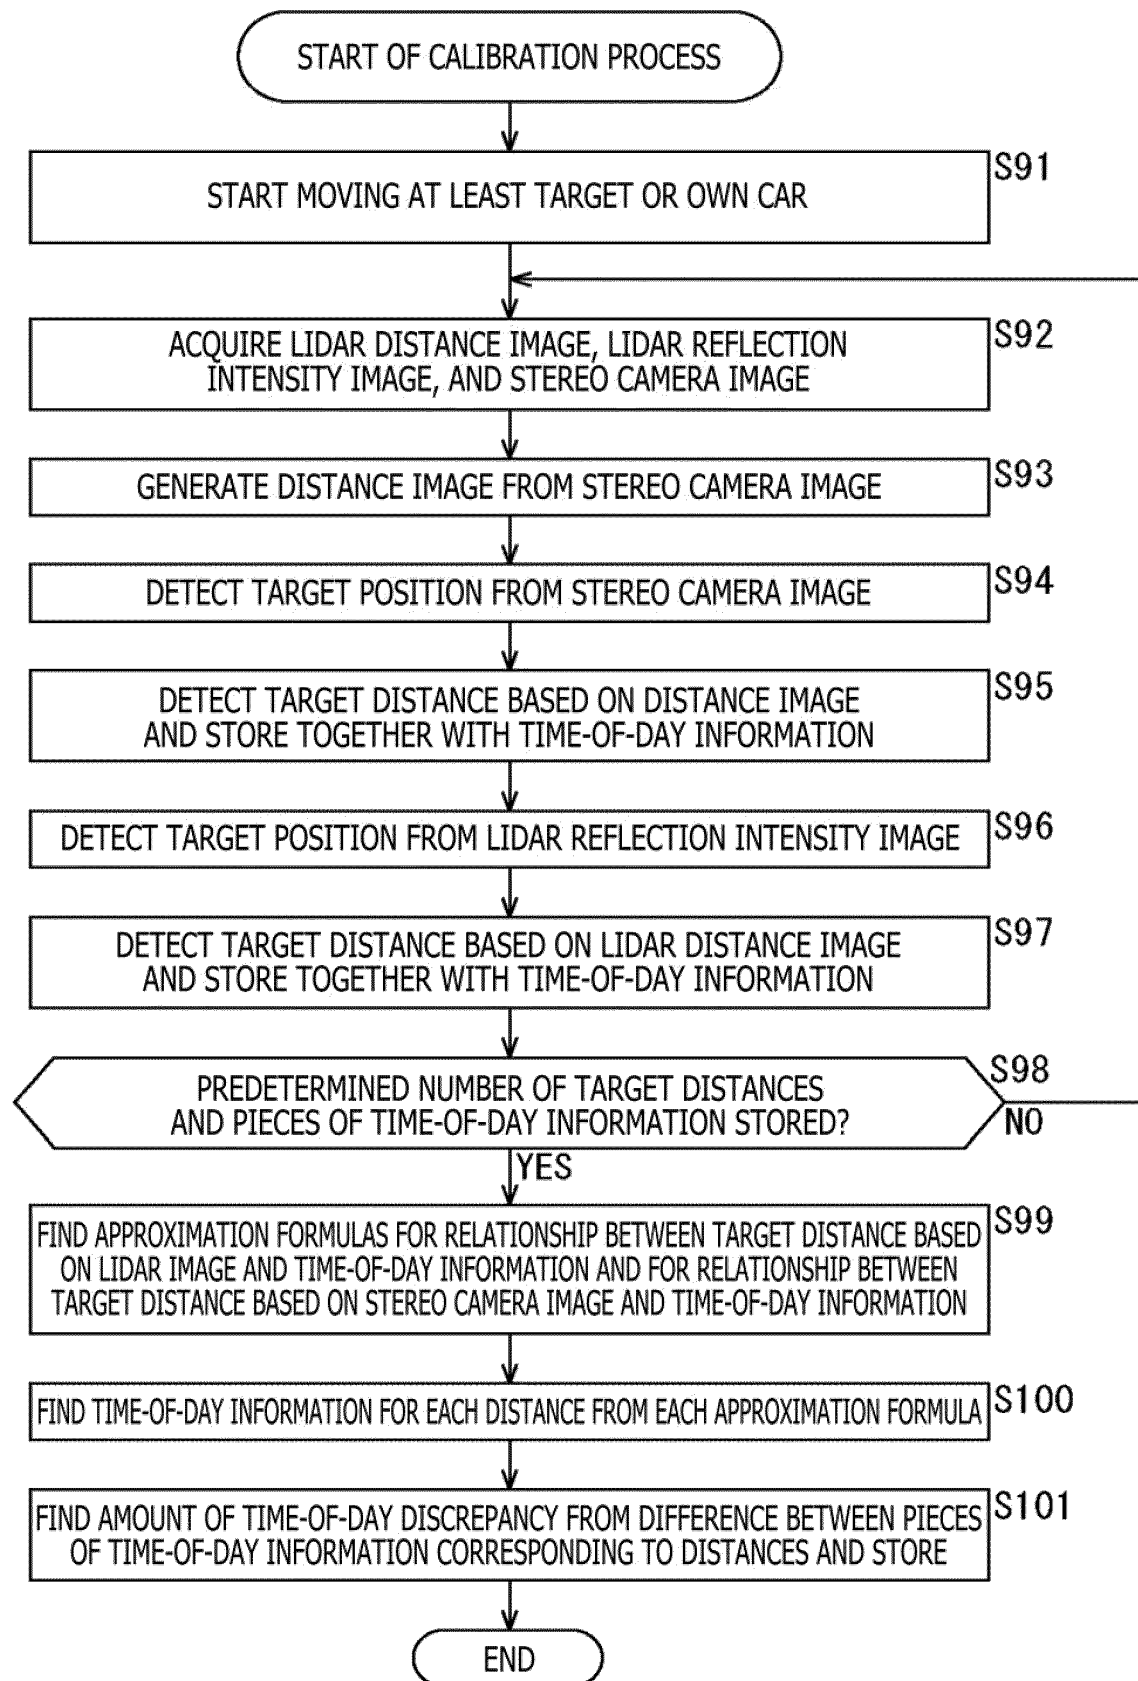 START OF CALIBRATION PROCESS
S91
START MOVING AT LEAST TARGET OR OWN CAR
S92
ACQUIRE LIDAR DISTANCE IMAGE, LIDAR REFLECTION
INTENSITY IMAGE, AND STEREO CAMERA IMAGE
S93
GENERATE DISTANCE IMAGE FROM STEREO CAMERA IMAGE
S94
DETECT TARGET POSITION FROM STEREO CAMERA IMAGE
S95
DETECT TARGET DISTANCE BASED ON DISTANCE IMAGE
AND STORE TOGETHER WITH TIME-OF-DAY INFORMATION
S96
DETECT TARGET POSITION FROM LIDAR REFLECTION INTENSITY IMAGE
S97
DETECT TARGET DISTANCE BASED ON LIDAR DISTANCE IMAGE
AND STORE TOGETHER WITH TIME-OF-DAY INFORMATION
S98
PREDETERMINED NUMBER OF TARGET DISTANCES
AND PIECES OF TIME-OF-DAY INFORMATION STORED?
NO
YES
S99
FIND APPROXIMATION FORMULAS FOR RELATIONSHIP BETWEEN TARGET DISTANCE BASED
ON LIDAR IMAGE AND TIME-OF-DAY INFORMATION AND FOR RELATIONSHIP BETWEEN
TARGET DISTANCE BASED ON STEREO CAMERA IMAGE AND TIME-OF-DAY INFORMATION
S100
FIND TIME-OF-DAY INFORMATION FOR EACH DISTANCE FROM EACH APPROXIMATION FORMULA
S101
FIND AMOUNT OF TIME-OF-DAY DISCREPANCY FROM DIFFERENCE BETWEEN PIECES
OF TIME-OF-DAY INFORMATION CORRESPONDING TO DISTANCES AND STORE
END